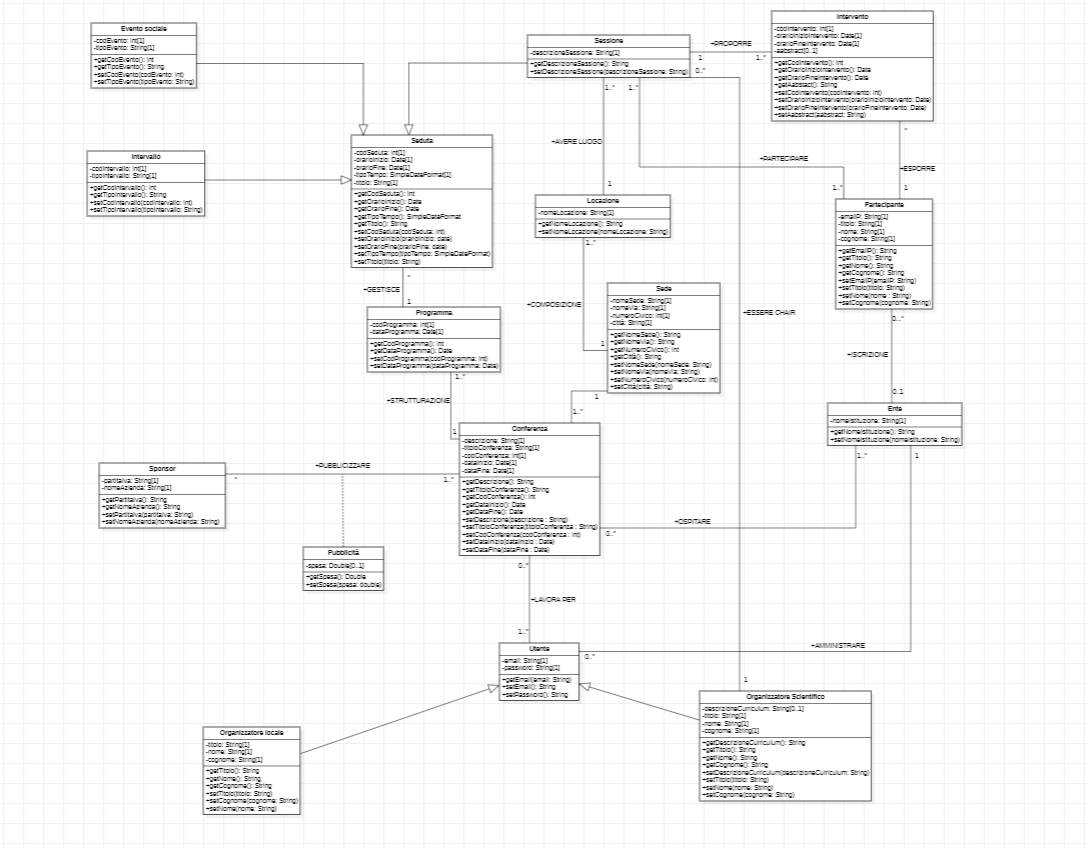 Evento sociale
-codEvento: Int[1]
-tipoEvento: String[1]
+getCodEvento(): int
+getTipoEvento(): String
+setCodEvento(codEvento: int)
+setTipoEvento(tipoEvento: String)
Sessione
-descrizioneSessione: String[1]
+getDescrizioneSessione(): String
+setDescrizioneSessione(descrizioneSessione: String)
+PROPORRE
1
1..*
0..*
Intervento
-codIntervento: int[1]
-orarioInizioIntervento: Date[1]
-orarioFineIntervento: Date[1]
-aabstract[0..1]
+getCodIntervento(): int
+getOrarioInizioIntervento(): Date
+getOrarioFineIntervento(): Date
+getAabstact(): String
+setCodIntervento(codIntervento: int)
+setOrarioInizioIntervento(orarioInizioIntervento: Date)
+setOrarioFineIntervento(orarioFineIntervento: Date)
+setAabstract(aabstract: String)
1..*
1..*
*
+AVERE LUOGO
+PARTECIPARE
+ESPORRE
1
1..*
1
Intervallo
-codIntervallo: int[1]
-tipoIntervallo: String[1]
+getCodIntervallo(): int
+getTipoIntervallo(): String
+setCodIntervallo(codIntervallo: int)
+setTipoIntervallo(tipoIntervallo: String)
Seduta
-codSeduta: int[1]
-orarioInizio: Date[1]
-orarioFine: Date[1]
-tipoTempo: SimpleDateFormat[1]
-titolo: String[1]
+getCodSeduta(): int
+getOrarioInizio(): Date
+getOrarioFine(): Date
+getTipoTempo(): SimpleDateFormat
+getTitolo(): String
+setCodSeduta(codSeduta: int)
+setOrarioInizio(orarioInizio: date)
+setOrarioFine(orarioFine: date)
+setTipoTempo(tipoTempo: SimpleDateFormat)
+setTitolo(titolo: String)
Locazione
-nomeLocazione: String[1]
+getNomeLocazione(): String
+setNomeLocazione(nomeLocazione: String)
1..*
Partecipante
-emailP: String[1]
-titolo: String[1]
-nome: String[1]
-cognome: String[1]
+getEmailP(): String
+getTitolo(): String
+getNome(): String
+getCognome(): String
+setEmailP(emailP: String)
+setTitolo(titolo: String)
+setNome(nome : String)
+setCognome(cognome: String)
0..*
*
+GESTISCE
1
Programma
-codProgramma: int[1]
-dataProgramma: Date[1]
+getCodProgramma(): int
+getDataProgramma(): Date
+setCodProgramma(codProgramma: int)
+setDataProgramma(dataProgramma: Date)
1..*
+COMPOSIZIONE
1
Sede
-nomeSede: String[1]
-nomeVia: String[1]
-numeroCivico: int[1]
-città: String[1]
+getNomeSede(): String
+getNomeVia(): String
+getNumeroCivico(): int
+getCittà(): String
+setNomeSede(nomeSede: String)
+setNomeVia(nomeVia: String)
+setNumeroCivico(numeroCivico: int)
+setCittà(città: String)
1
1..*
+ESSERE CHAIR
+ISCRIZIONE
0..1
+STRUTTURAZIONE
1
Ente
-nomeIstituzione: String[1]
+getNomeIstituzione(): String
+setNomeIstituzione(nomeIstituzione: String)
1..*
1
Conferenza
-descrizione: String[1]
-titoloConferenza: String[1]
-codConferenza: int[1]
-dataInizio: Date[1]
-dataFine: Date[1]
+getDescrizione(): String
+getTitoloConferenza(): String
+getCodConferenza(): int
+getDataInizio(): Date
+getDataFine(): Date
+setDescrizione(descrizione : String)
+setTitoloConferenza(titoloConferenza : String)
+setCodConferenza(codConferenza : int)
+setDataInizio(dataInizio : Date)
+setDataFine(dataFine : Date)
Sponsor
-partitaIva: String[1]
-nomeAzienda: String[1]
+getPartitaIva(): String
+getNomeAzienda(): String
+setPartitaIva(partitaIva: String)
+setNomeAzienda(nomeAzienda: String)
+PUBBLICIZZARE
*
1..*
+OSPITARE
0..*
Pubblicità
-spesa: Double[0..1]
+getSpesa(): Double
+setSpesa(spesa: double)
0..*
+LAVORA PER
1..*
Utente
-email: String[1]
-password: String[1]
+getEmail(email: String)
+setEmail(): String
+setPassword(): String
0..*
+AMMINISTRARE
1
Organizzatore locale
-titolo: String[1]
-nome: String[1]
-cognome: String[1]
+getTitolo(): String
+getNome(): String
+getCognome(): String
+setTitolo(titolo: String)
+setCognome(cognome: String)
+setNome(nome: String)
Organizzatore Scientifico
-descrizioneCurriculum: String[0..1]
-titolo: String[1]
-nome: String[1]
-cognome: String[1]
+getDescrizioneCurriculum(): String
+getTitolo(): String
+getNome(): String
+getCognome(): String
+setDescrizioneCurriculum(descrizioneCurriculum: String)
+setTitolo(titolo: String)
+setNome(nome: String)
+setCognome(cognome: String)